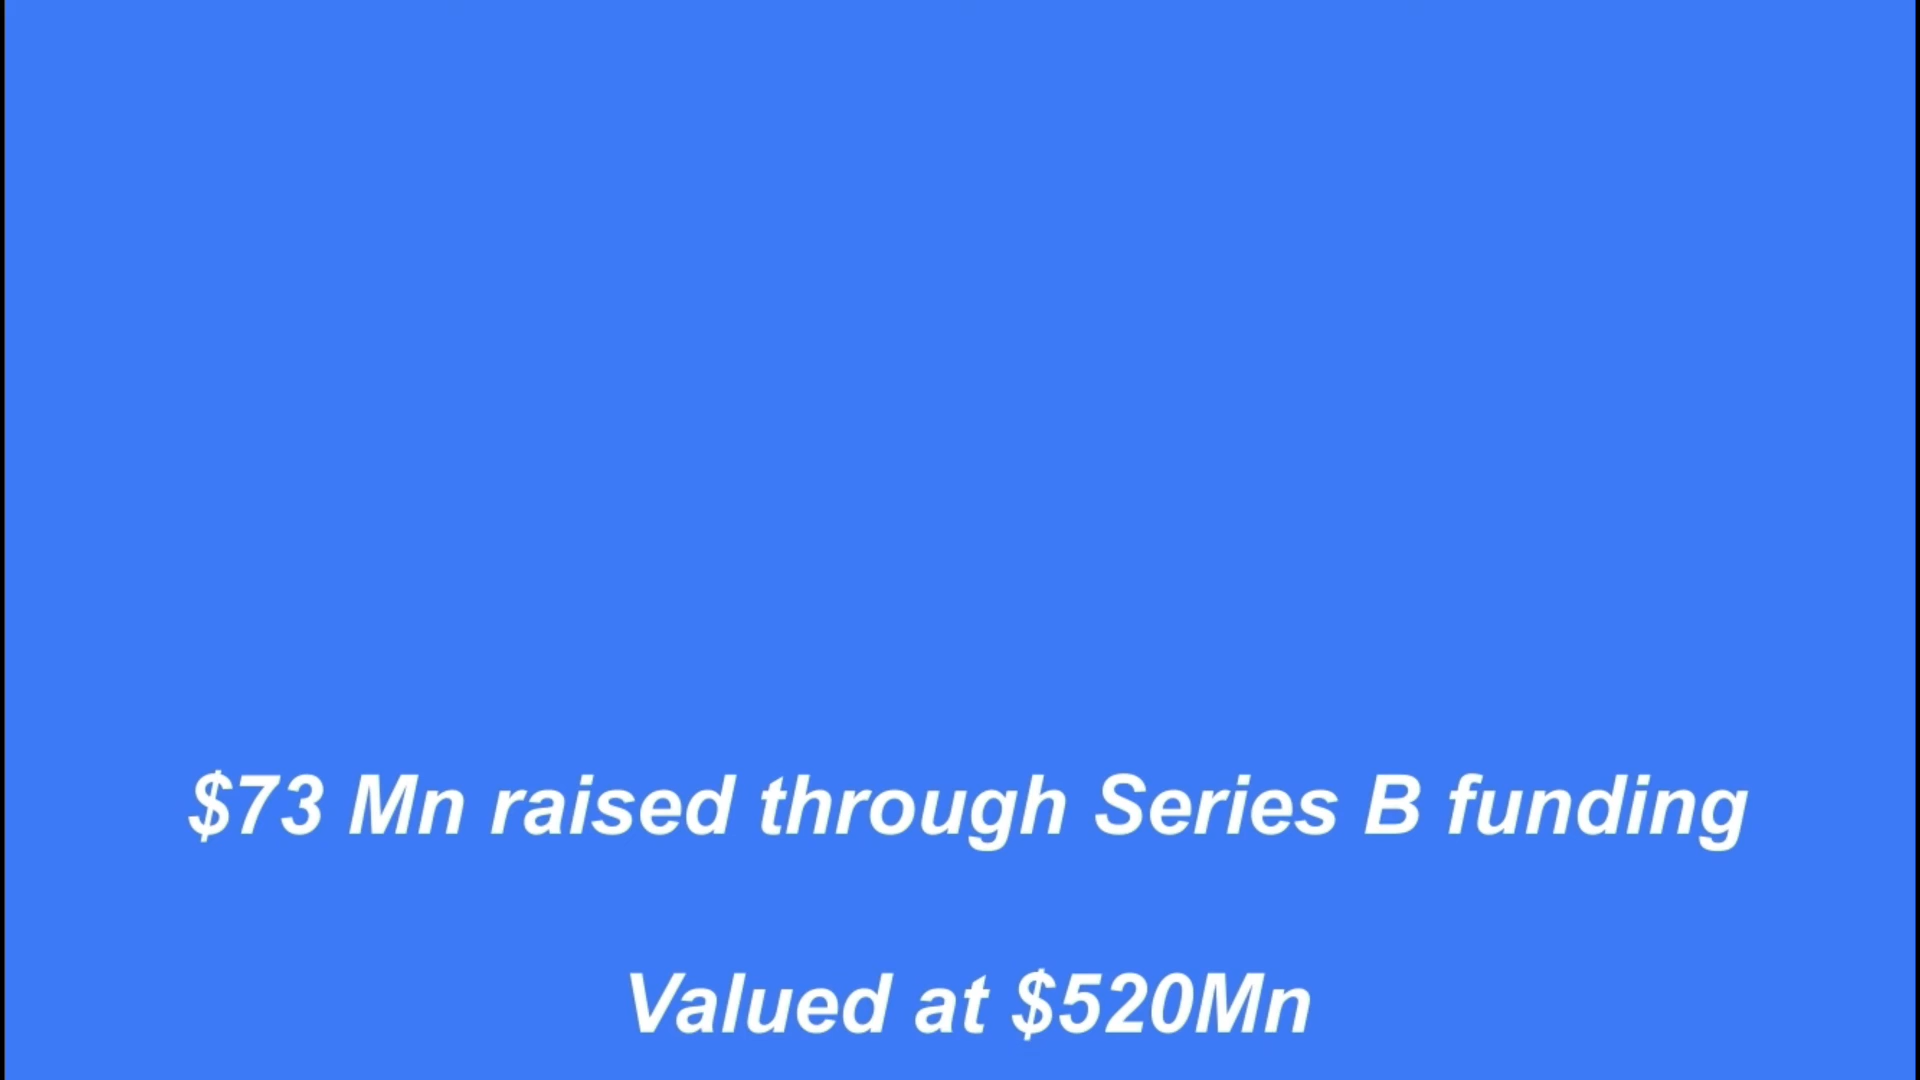 $73 Mn raised through Series B funding
Valued at $520Mn